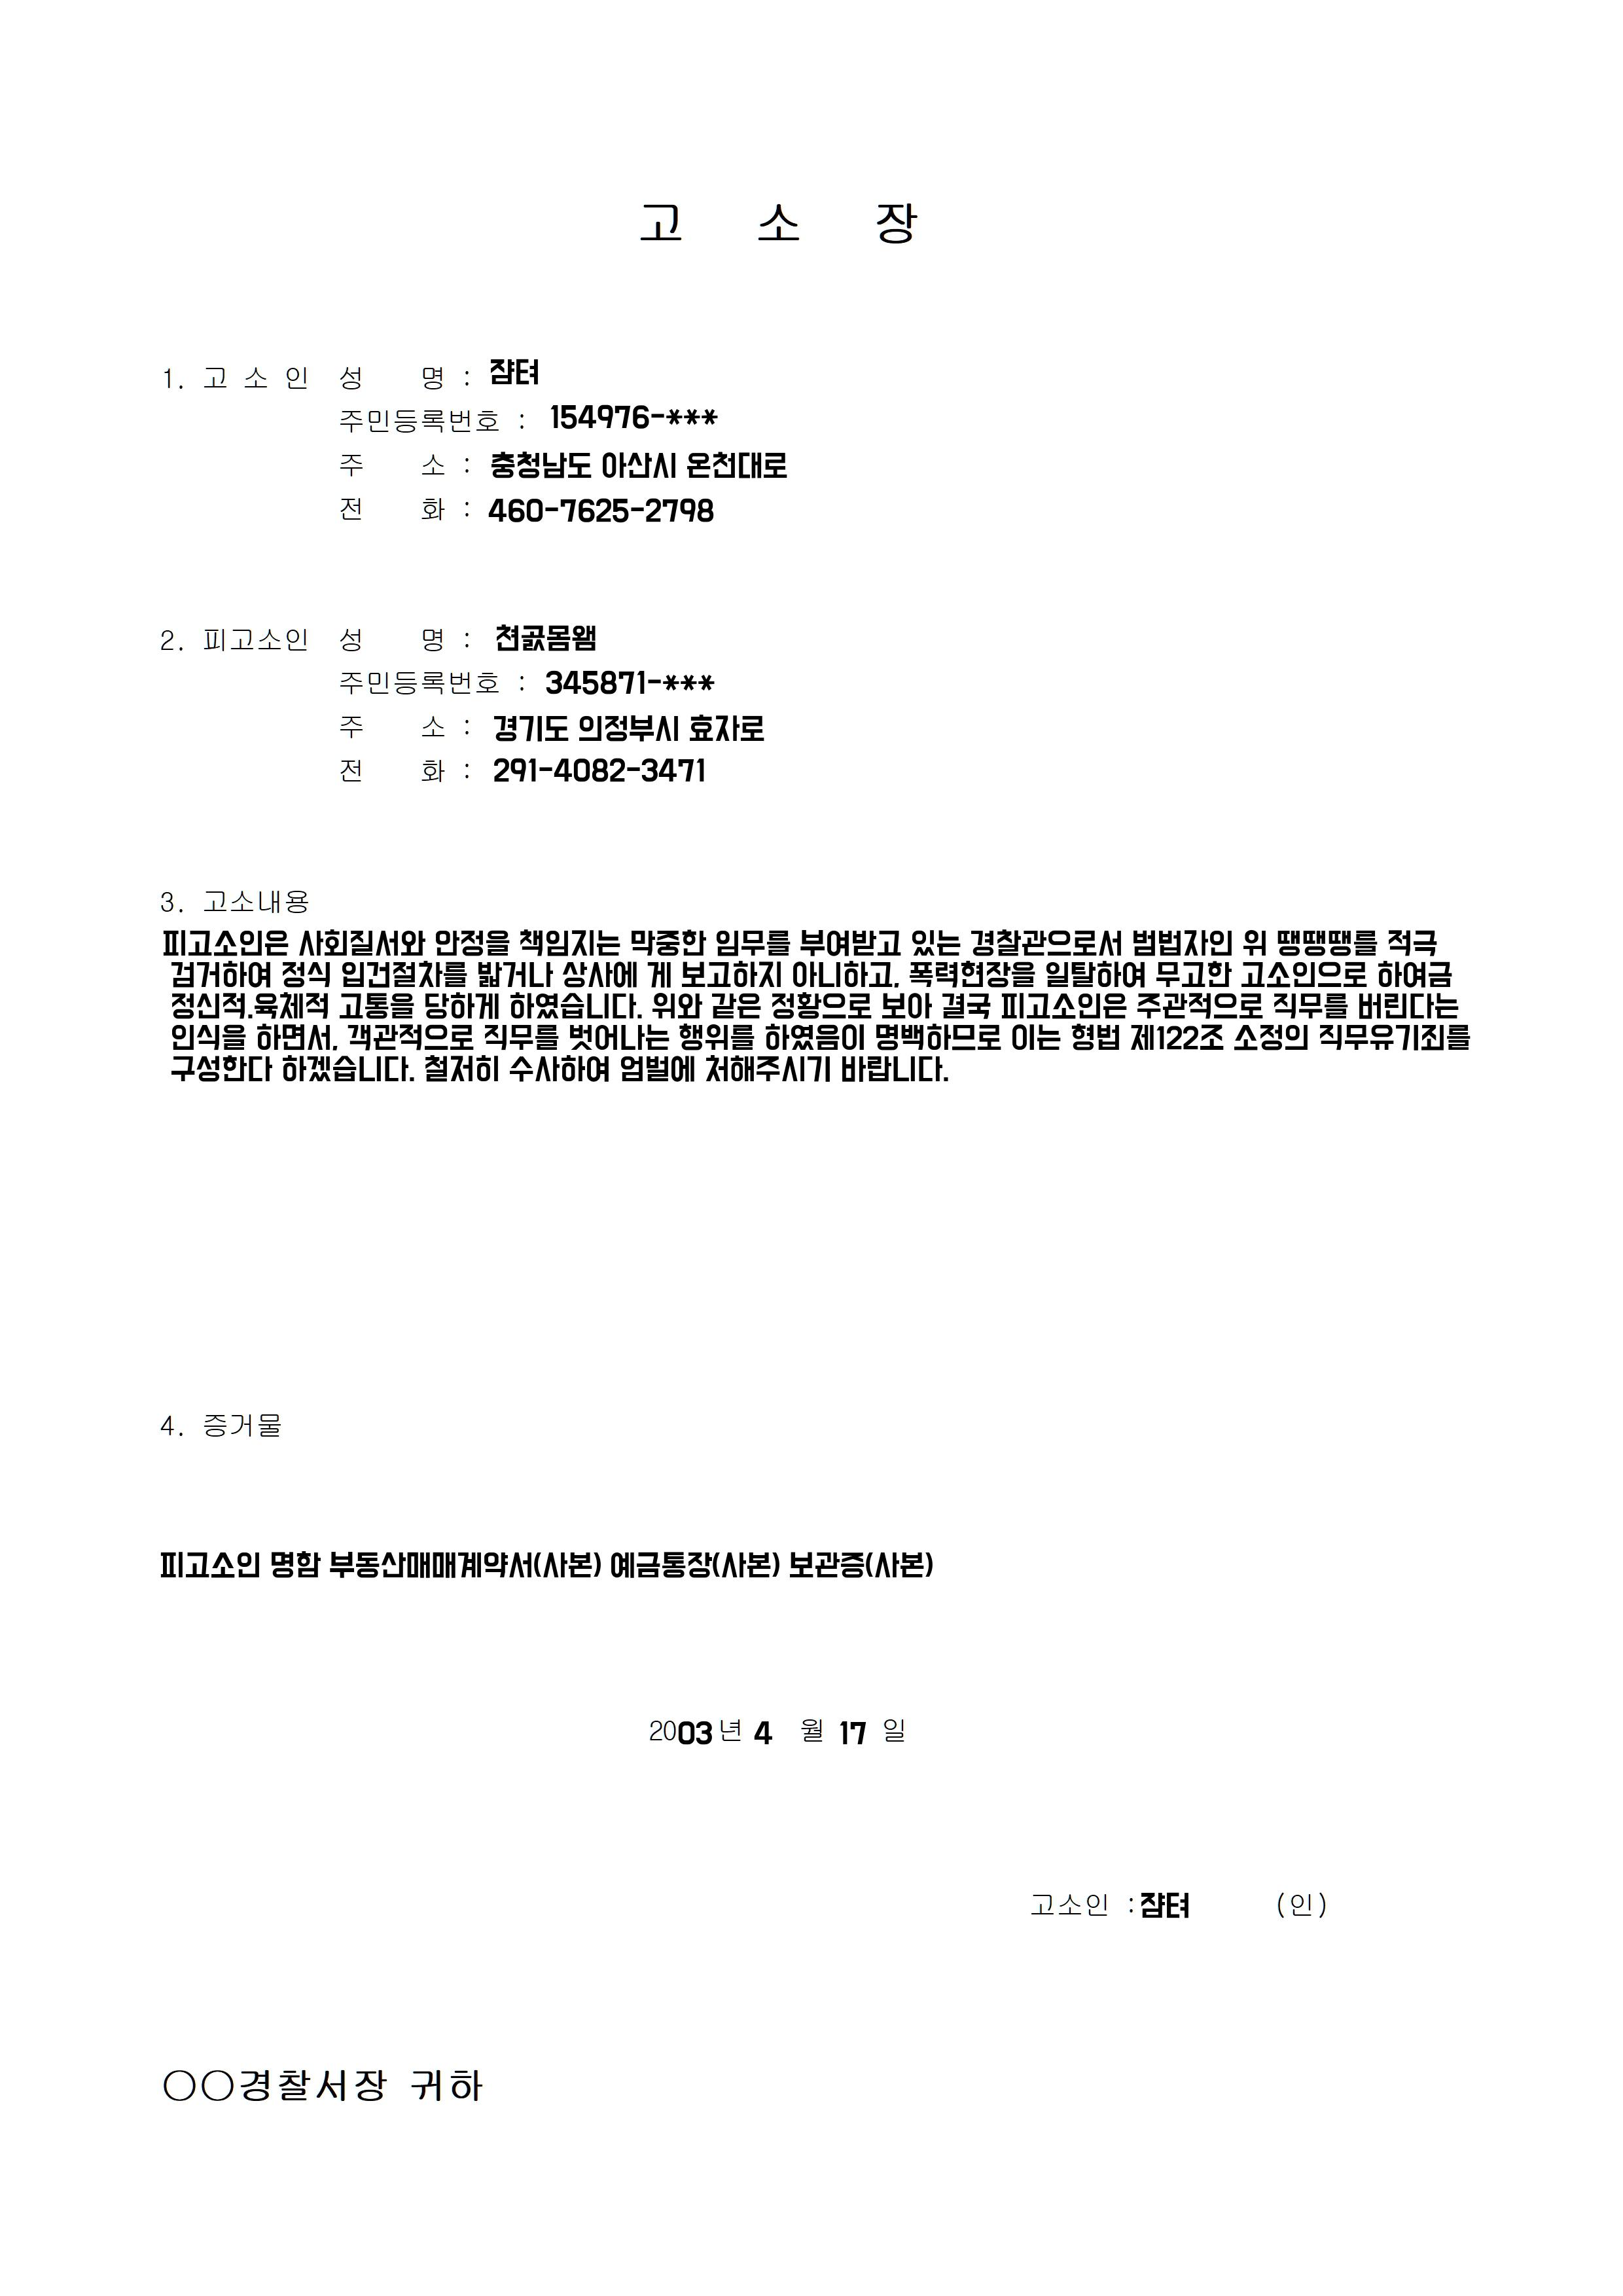 고 소 장
1. 고 소 인 성 명 : 쟘텨
주민등록번호 : 154976-***
주 소 : 충청남도 아산시 온천대로
전 화 : 460-7625-2798
2. 피고소인 성 명 : 쳔곯몸왬
주민등록번호 : 345871-***
주 소 : 경기도 의정부시 효자로
전 화 : 291-4082-3471
3. 고소내용
피고소인은 사회질서와 안정을 책임지는 막중한 임무를 부여받고 있는 경찰관으로서 범법자인 위 땡땡땡를 적극
검거하여 정식 입건절차를 밟거나 상사에 게 보고하지 아니하고, 폭력현장을 일탈하여 무고한 고소인으로 하여금
정신적.육체적 고통을 당하게 하였습니다. 위와 같은 정황으로 보아 결국 피고소인은 주관적으로 직무를 버린다는
인식을 하면서, 객관적으로 직무를 벗어나는 행위를 하였음이 명백하므로 이는 형법 제122조 소정의 직무유기죄를
구성한다 하겠습니다. 철저히 수사하여 엄벌에 처해주시기 바랍니다.
4. 증거물
피고소인 명함 부동산매매계약서(사본) 예금통장(사본) 보관증(사본)
2003년 4 월 17 일
고소인 :쟘텨 (인)
○○경찰서장 귀하